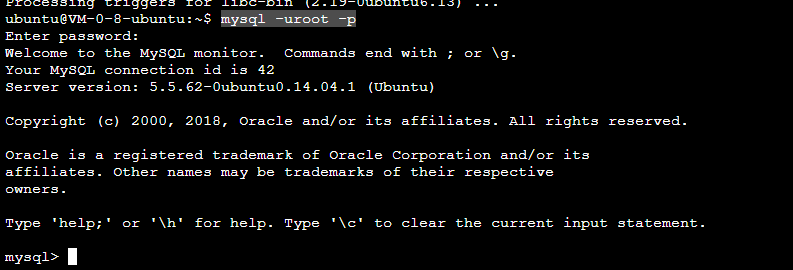 Processing triggers for libc-bin (2.19-0ubuntu6.13) ...
ubuntu@VM-0-8-ubuntu:~$ mysql -uroot -p
Enter password:
Welcome to the MySQL monitor.  Commands end with ; or \g.
Your MySQL connection id is 42
Server version: 5.5.62-0ubuntu0.14.04.1 (Ubuntu)
Copyright (c) 2000, 2018, Oracle and/or its affiliates. All rights reserved.
Oracle is a registered trademark of Oracle Corporation and/or its
affiliates. Other names may be trademarks of their respective
owners.
Type 'help;' or '\h' for help. Type '\c' to clear the current input statement.
mysql>